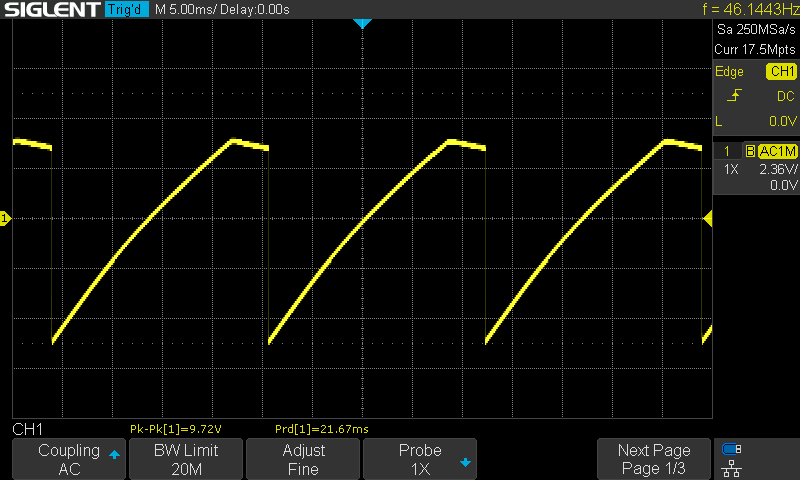 SIGLENT Trig'd M 5.00ms/ Delay:0.00s f = 46.1443Hz
Sa 250MSa/s
Curr 17.5Mpts
Edge CH1
DC
L 0.0V
1 B AC1M
1X 2.36V/
0.0V
1
CH1 Pk-Pk[1]=9.72V Prd[1]=21.67ms
Coupling BW Limit Adjust Probe Next Page
AC 20M Fine 1X Page 1/3